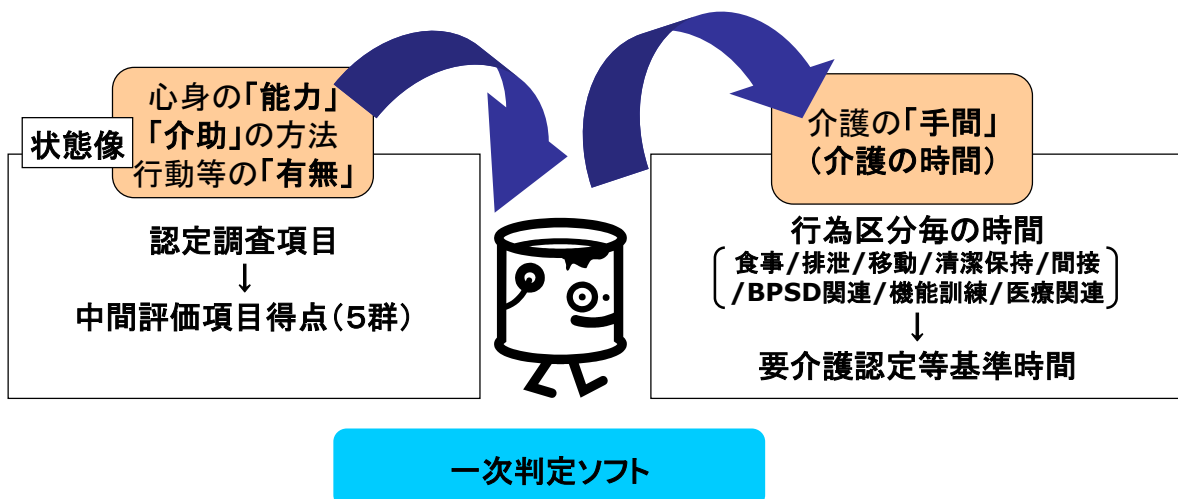 状態像
心身の「能力」
「介助」の方法
行動等の「有無」
認定調査項目
↓
中間評価項目得点(5群)
介護の「手間」
(介護の時間)
行為区分毎の時間
食事/排泄/移動/清潔保持/間接
/BPSD関連/機能訓練/医療関連
↓
要介護認定等基準時間
一次判定ソフト